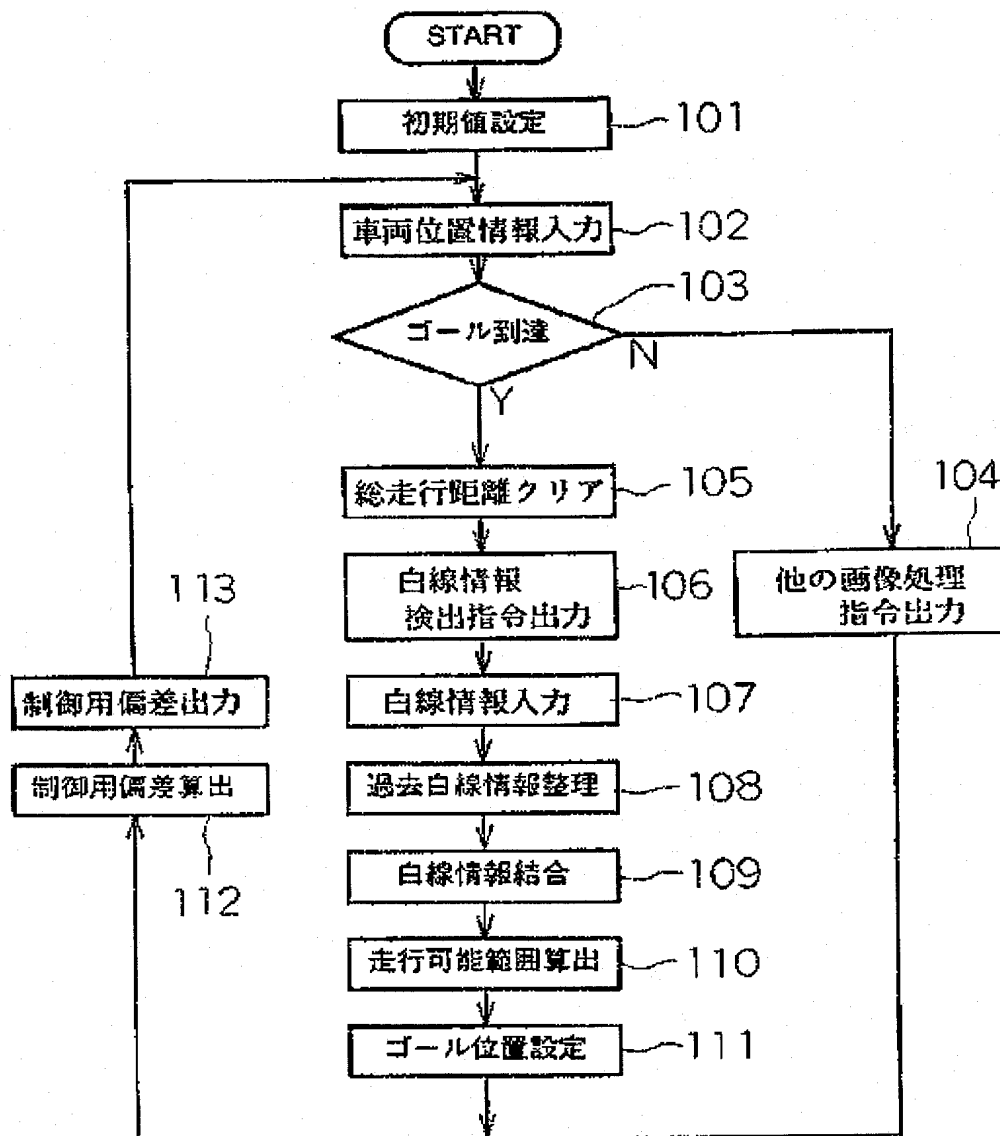 START
初期値設定
101
車両位置情報入力
102
ゴール到達
103
N
Y
総走行距離クリア
105
104
白線情報
検出指令出力
106
他の画像処理
指令出力
113
制御用偏差出力
白線情報入力
107
制御用偏差算出
過去白線情報整理
108
112
白線情報結合
109
走行可能範囲算出
110
ゴール位置設定
111